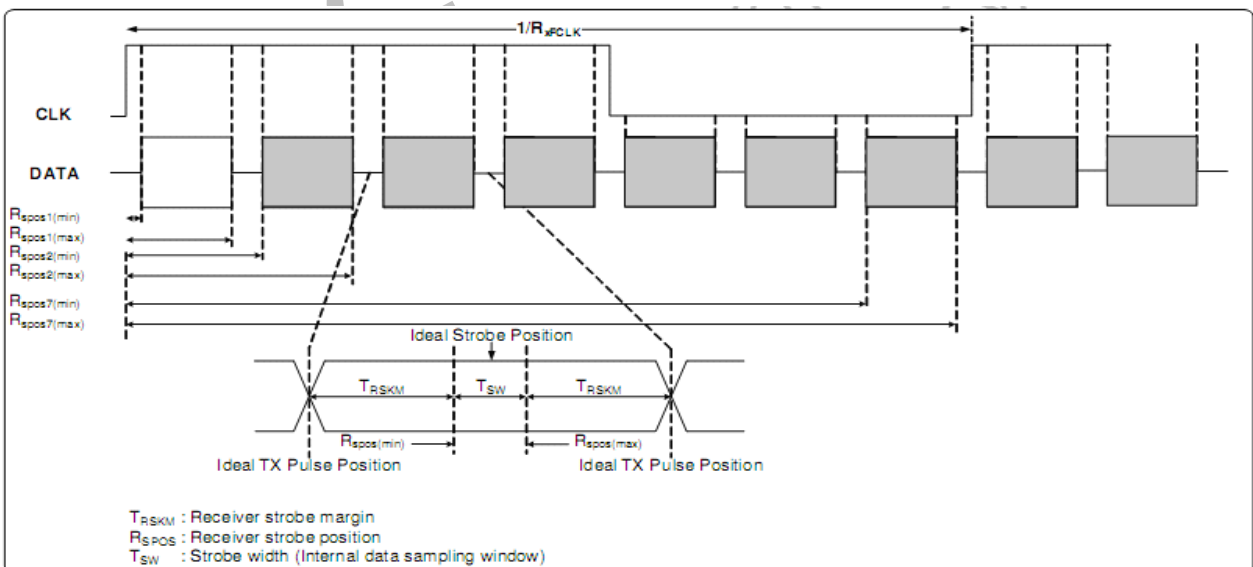 1/RxFCLK
CLK
DATA
Rspos1(min)
Rspos1(max)
Rspos2(min)
Rspos2(max)
Rspos7(min)
Rspos7(max)
Ideal Strobe Position
TRSKM TSW TRSKM
Rspos(min) Rspos(max)
Ideal TX Pulse Position Ideal TX Pulse Position
TRSKM : Receiver strobe margin
RSPOS : Receiver strobe position
TSW : Strobe width (Internal data sampling window)